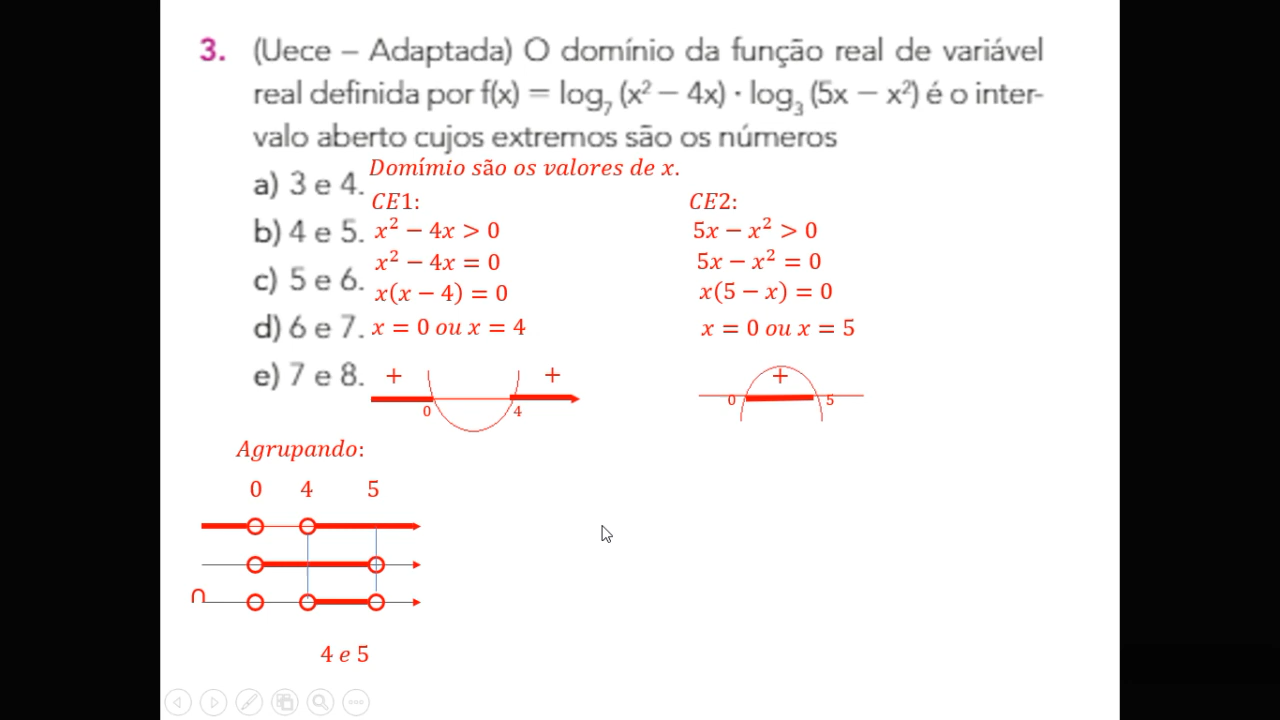 3. (Uece – Adaptada) O domínio da função real de variável
real definida por f(x) = log₇ (x² – 4x) · log₃ (5x – x²) é o inter-
valo aberto cujos extremos são os números
a) 3 e 4.
b) 4 e 5.
c) 5 e 6.
d) 6 e 7.
e) 7 e 8.
Domímio são os valores de x.
CE1:
x² − 4x > 0
x² − 4x = 0
x(x − 4) = 0
x = 0 ou x = 4
+ +
0 4
CE2:
5x − x² > 0
5x − x² = 0
x(5 − x) = 0
x = 0 ou x = 5
+
0 5
Agrupando:
0 4 5
∩
4 e 5